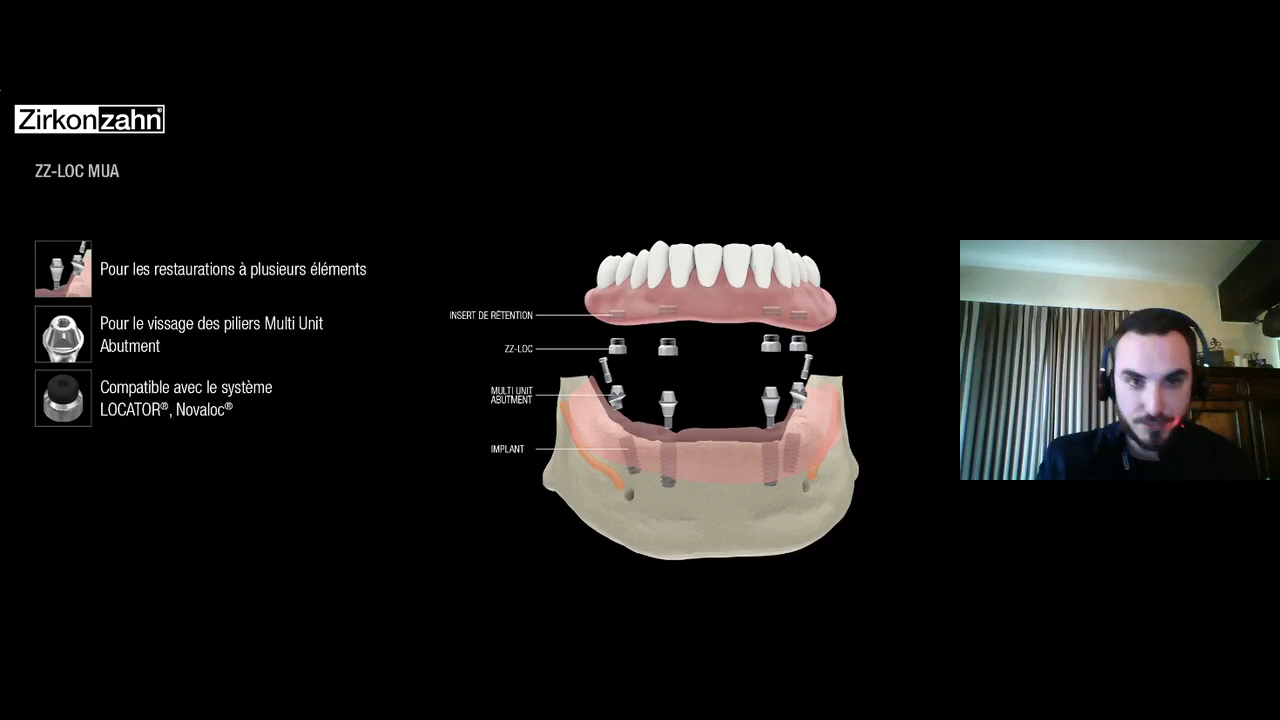 Zirkonzahn®
ZZ-LOC MUA
Pour les restaurations à plusieurs éléments
Pour le vissage des piliers Multi Unit
Abutment
Compatible avec le système
LOCATOR®, Novaloc®
INSERT DE RÉTENTION
ZZ-LOC
MULTI UNIT
ABUTMENT
IMPLANT